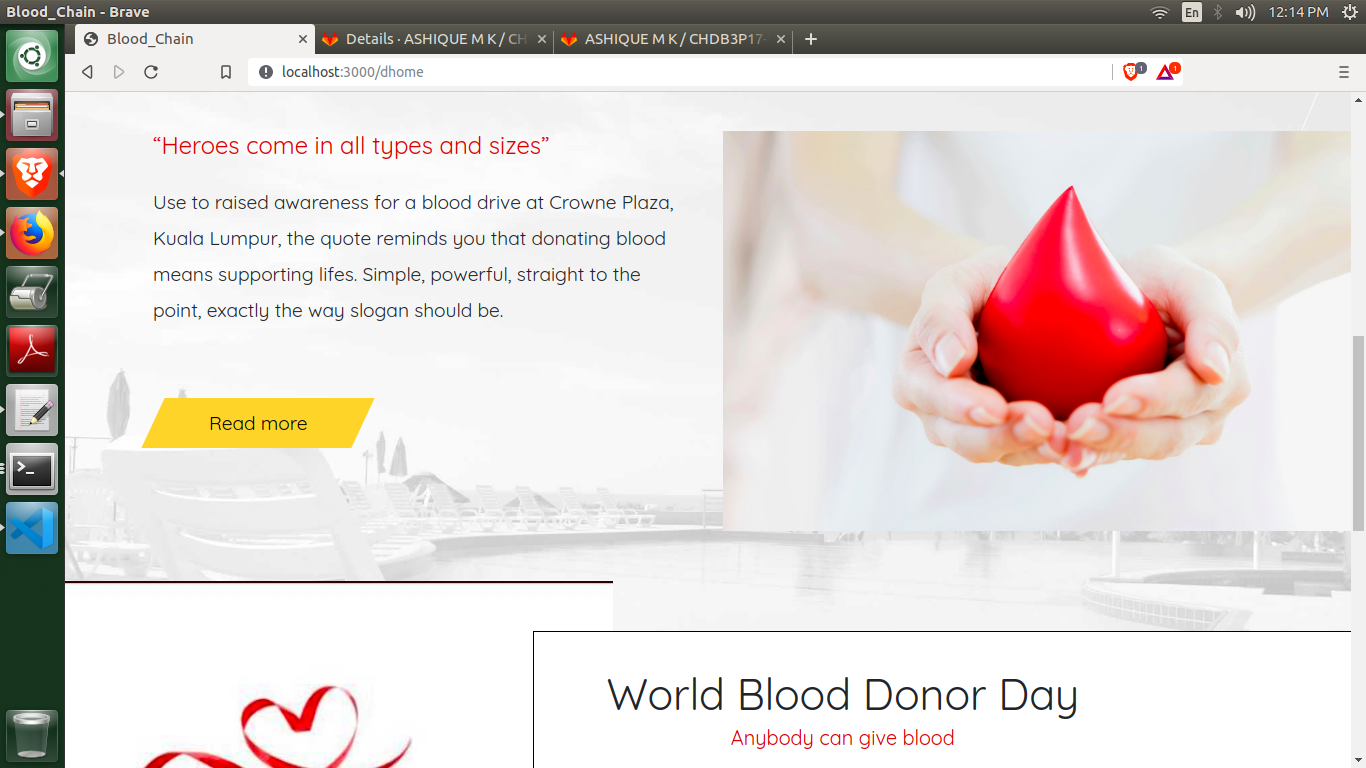 Blood_Chain - Brave
En
12:14 PM
Blood_Chain
Details · ASHIQUE M K / CH
ASHIQUE M K / CHDB3P17-
localhost:3000/dhome
1
1
“Heroes come in all types and sizes”
Use to raised awareness for a blood drive at Crowne Plaza,
Kuala Lumpur, the quote reminds you that donating blood
means supporting lifes. Simple, powerful, straight to the
point, exactly the way slogan should be.
Read more
World Blood Donor Day
Anybody can give blood